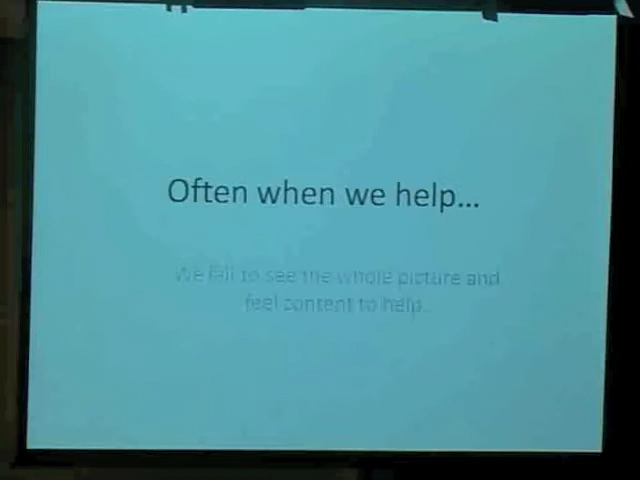 Often when we help...
We fail to see the whole picture and
feel content to help.